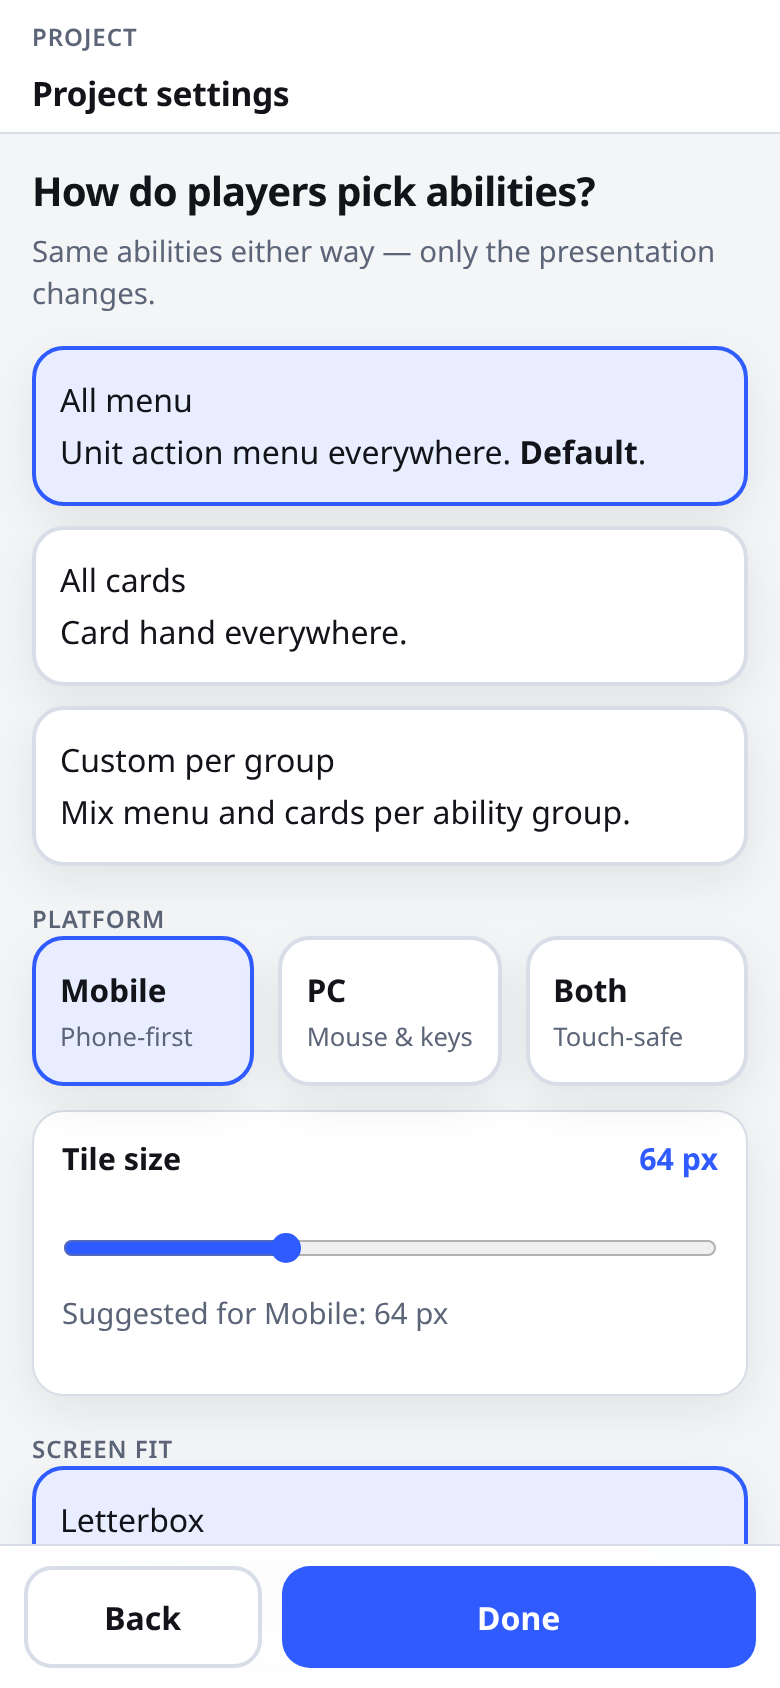 PROJECT
Project settings
How do players pick abilities?
Same abilities either way — only the presentation
changes.
All menu
Unit action menu everywhere. Default.
All cards
Card hand everywhere.
Custom per group
Mix menu and cards per ability group.
PLATFORM
Mobile
Phone-first
PC
Mouse & keys
Both
Touch-safe
Tile size
64 px
Suggested for Mobile: 64 px
SCREEN FIT
Letterbox
Back
Done